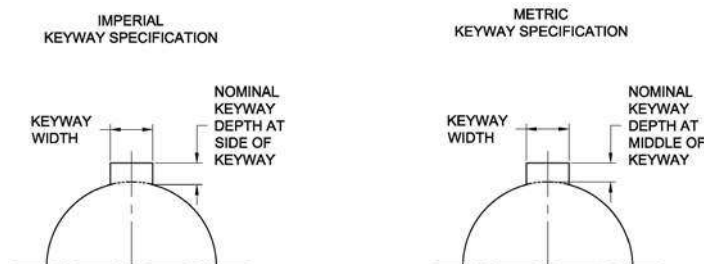 IMPERIAL
KEYWAY SPECIFICATION
KEYWAY
WIDTH
NOMINAL
KEYWAY
DEPTH AT
SIDE OF
KEYWAY
METRIC
KEYWAY SPECIFICATION
KEYWAY
WIDTH
NOMINAL
KEYWAY
DEPTH AT
MIDDLE OF
KEYWAY